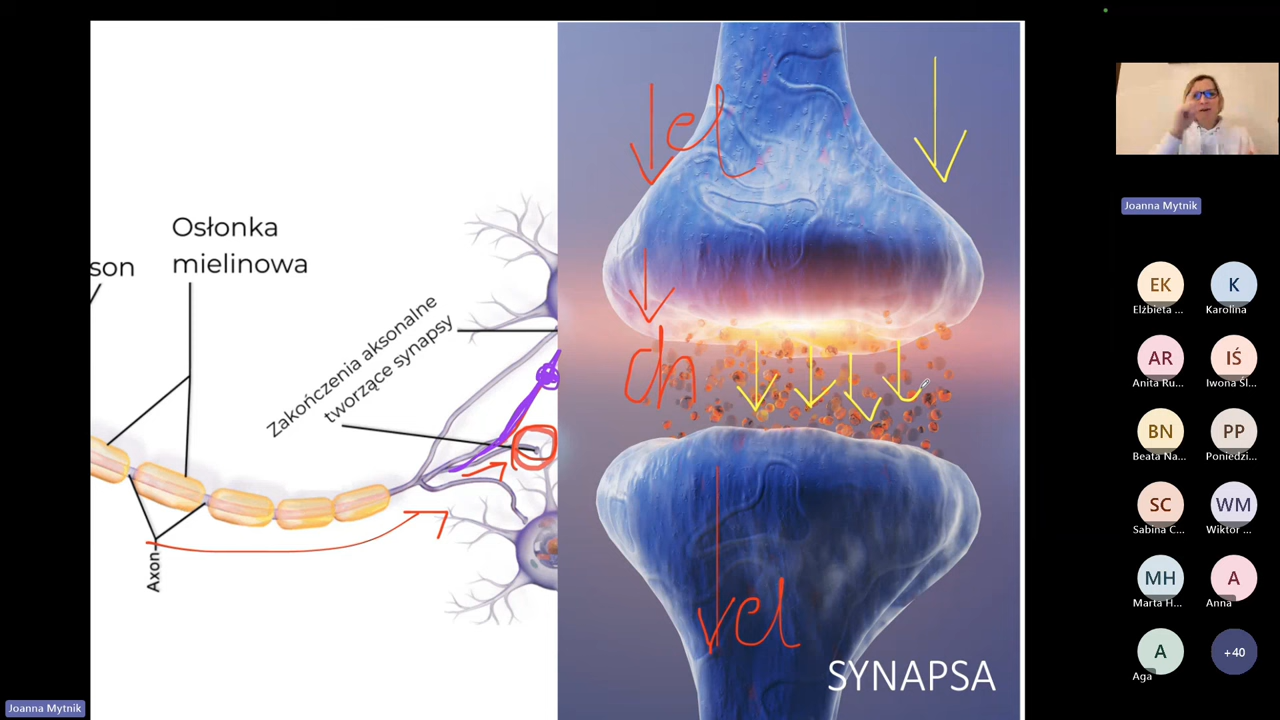 Osłonka
mielinowa
son
Zakończenia aksonalne
tworzące synapsy
Axon
el
ch
el
SYNAPSA
Joanna Mytnik
Joanna Mytnik
EK
Elżbieta ...
K
Karolina
AR
Anita Ru...
IŚ
Iwona Śl...
BN
Beata Na...
PP
Poniedzi...
SC
Sabina C...
WM
Wiktor ...
MH
Marta H...
A
Anna
A
Aga
+40